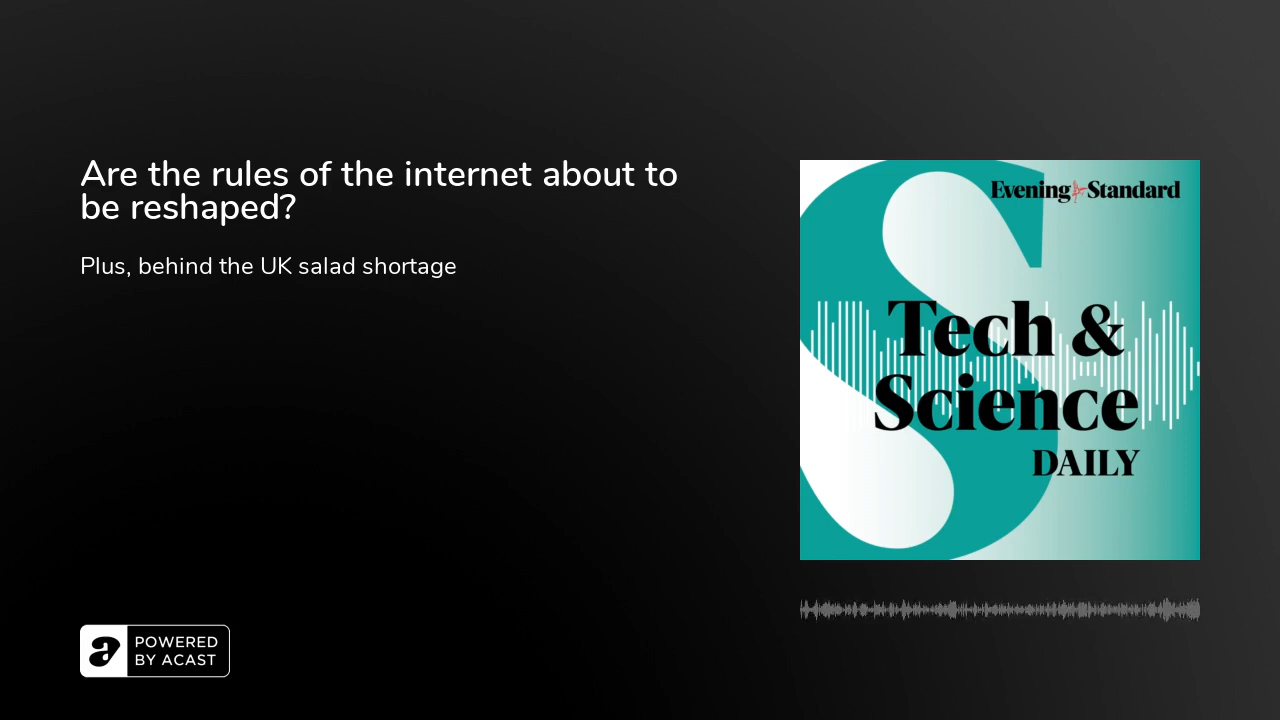 Are the rules of the internet about to
be reshaped?
Plus, behind the UK salad shortage
Evening Standard
Tech &
Science
DAILY
POWERED
BY ACAST